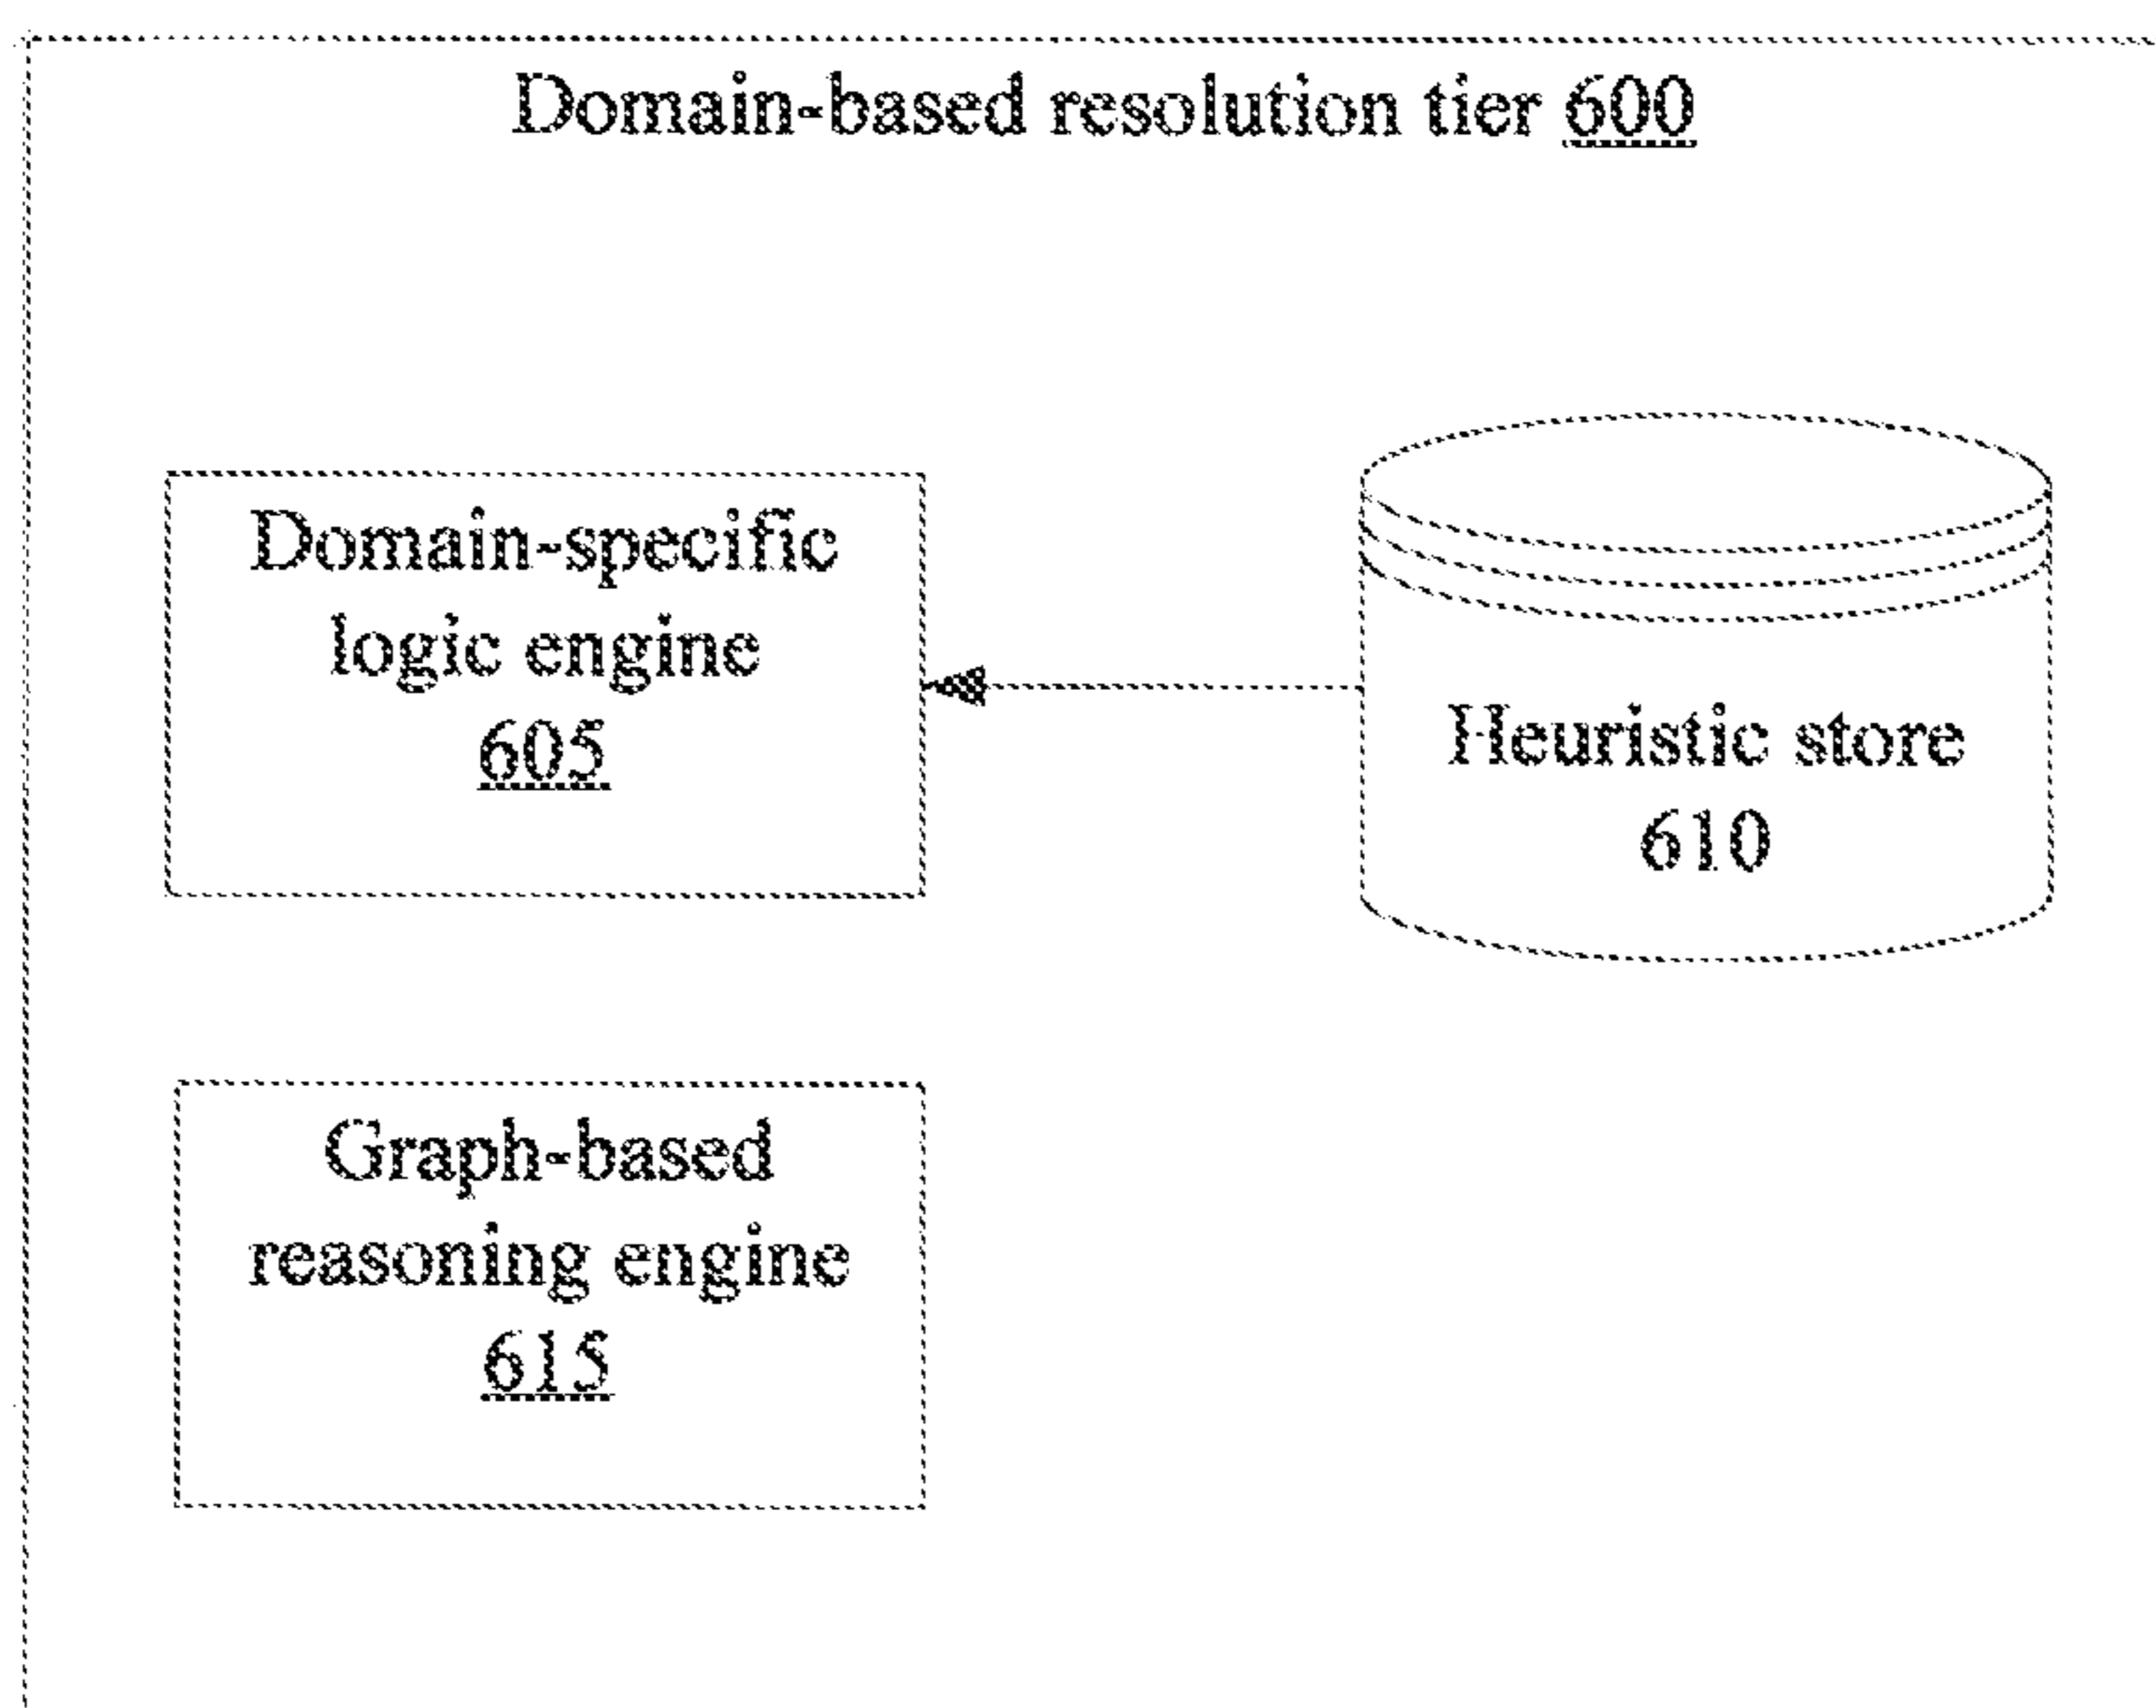 Domain-based resolution tier 600
Domain-specific
logic engine
605
Heuristic store
610
Graph-based
reasoning engine
615